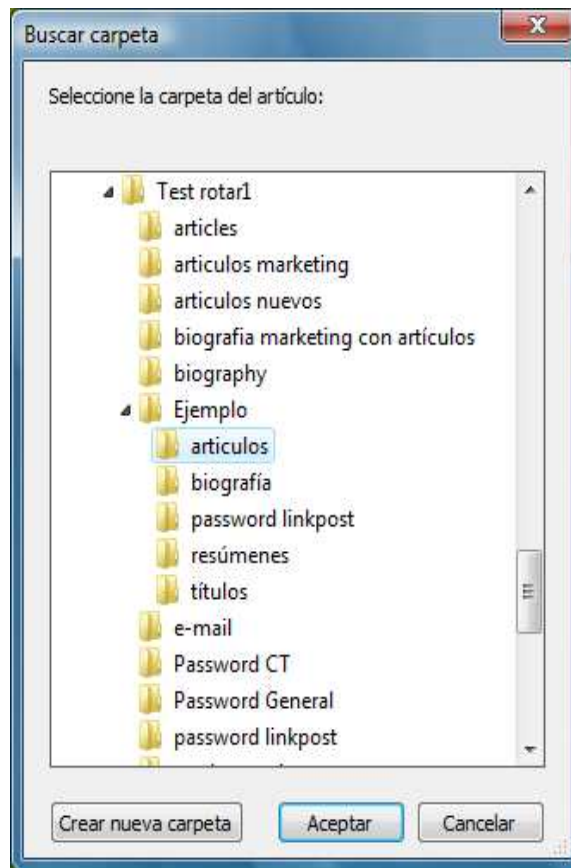 Buscar carpeta
Seleccione la carpeta del artículo:
Test rotar1
articles
articulos marketing
articulos nuevos
biografia marketing con artículos
biography
Ejemplo
articulos
biografía
password linkpost
resúmenes
títulos
e-mail
Password CT
Password General
password linkpost
Crear nueva carpeta
Aceptar
Cancelar